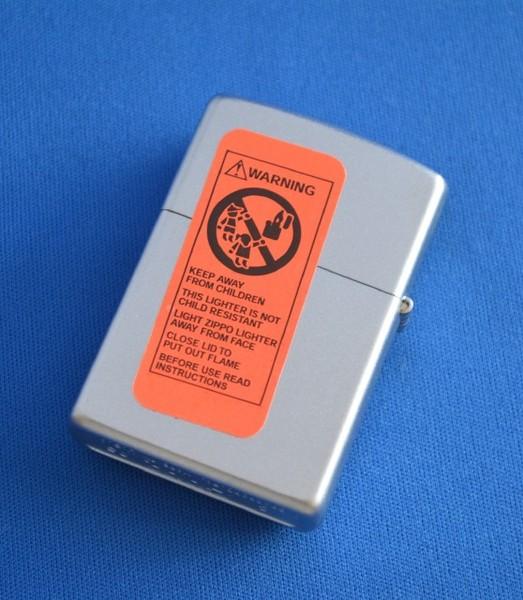 WARNING
KEEP AWAY
FROM CHILDREN
THIS LIGHTER IS NOT
CHILD RESISTANT
LIGHT ZIPPO LIGHTER
AWAY FROM FACE
CLOSE LID TO
PUT OUT FLAME
BEFORE USE READ
INSTRUCTIONS